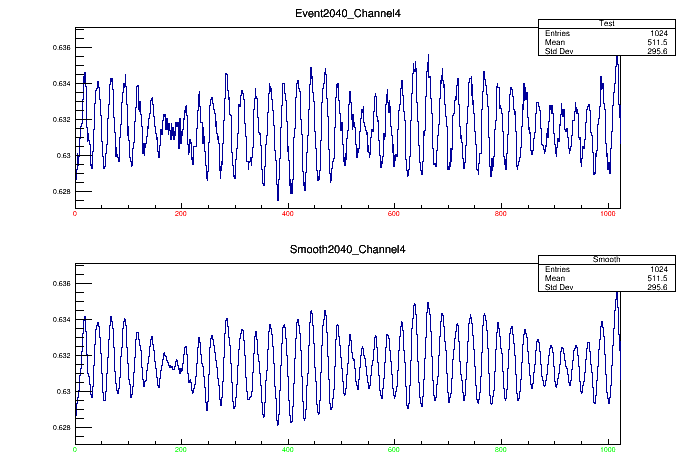 Event2040_Channel4
Test
Entries 1024
Mean 511.5
Std Dev 295.6
0.636
0.634
0.632
0.63
0.628
0 200 400 600 800 1000
Smooth2040_Channel4
Smooth
Entries 1024
Mean 511.5
Std Dev 295.6
0.636
0.634
0.632
0.63
0.628
0 200 400 600 800 1000